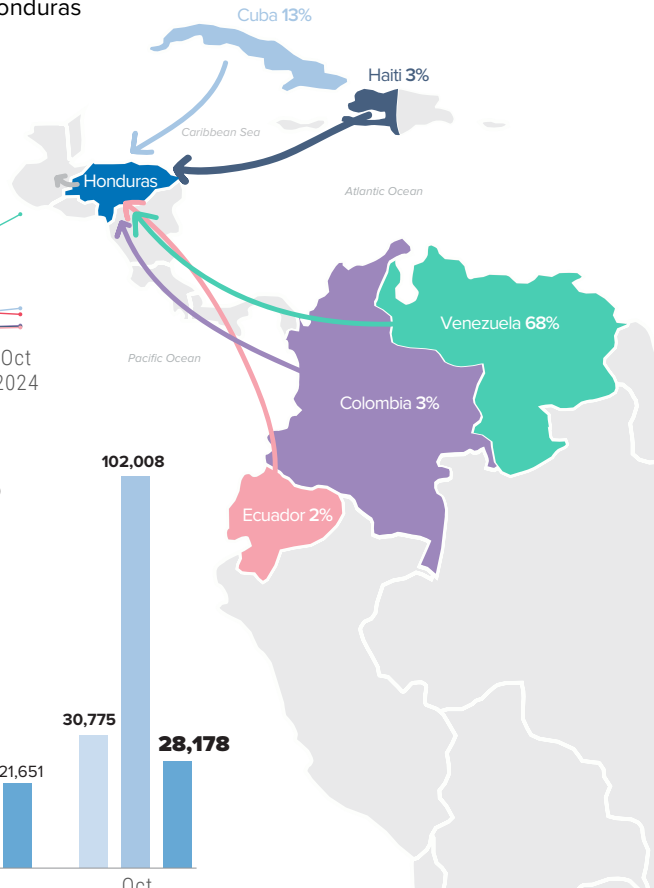 onduras
Cuba 13%
Haiti 3%
Caribbean Sea
Honduras
Atlantic Ocean
Venezuela 68%
Oct
2024
Pacific Ocean
Colombia 3%
102,008
Ecuador 2%
30,775
28,178
21,651
Oct